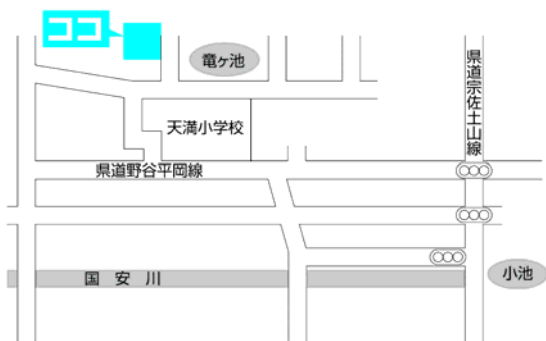 ココ
竜ヶ池
県道宗佐土山線
天満小学校
県道野谷平岡線
国安川
小池